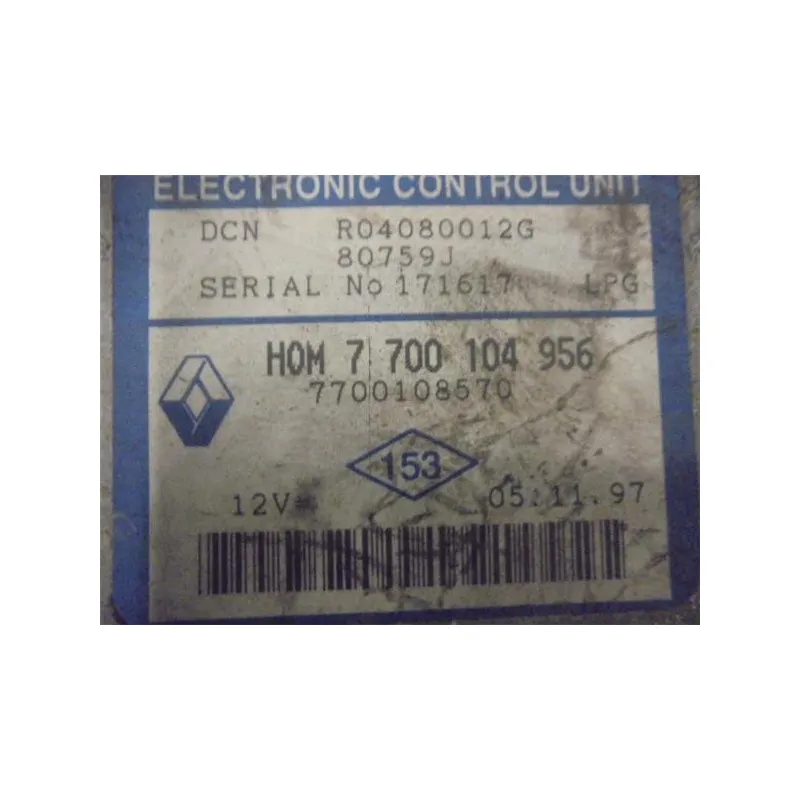 ELECTRONIC CONTROL UNIT
DCN R04080012G
80759J
SERIAL No 171617 LPG
HOM 7 700 104 956
7700108570
153
12V 05.11.97